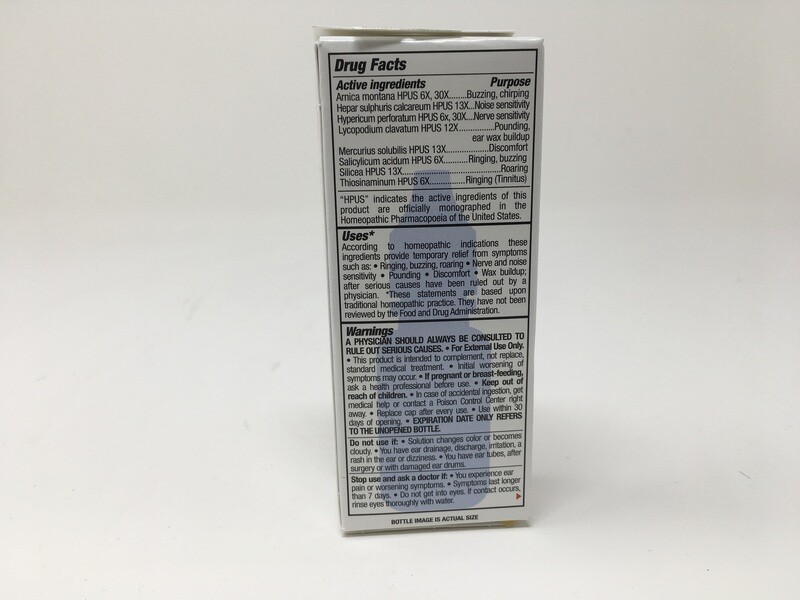 Drug Facts
Active ingredients Purpose
Arnica montana HPUS 6X, 30X........Buzzing, chirping
Hepar sulphuris calcareum HPUS 13X...Noise sensitivity
Hypericum perforatum HPUS 6x, 30X...Nerve sensitivity
Lycopodium clavatum HPUS 12X.................Pounding,
ear wax buildup
Mercurius solubilis HPUS 13X....................Discomfort
Salicylicum acidum HPUS 6X.........Ringing, buzzing
Silicea HPUS 13X..............................................Roaring
Thiosinaminum HPUS 6X.................Ringing (Tinnitus)
"HPUS" indicates the active ingredients of this
product are officially monographed in the
Homeopathic Pharmacopoeia of the United States.
Uses*
According to homeopathic indications these
ingredients provide temporary relief from symptoms
such as: • Ringing, buzzing, roaring • Nerve and noise
sensitivity • Pounding • Discomfort • Wax buildup;
after serious causes have been ruled out by a
physician. *These statements are based upon
traditional homeopathic practice. They have not been
reviewed by the Food and Drug Administration.
Warnings
A PHYSICIAN SHOULD ALWAYS BE CONSULTED TO
RULE OUT SERIOUS CAUSES. • For External Use Only.
• This product is intended to complement, not replace,
standard medical treatment. • Initial worsening of
symptoms may occur. • If pregnant or breast-feeding,
ask a health professional before use. • Keep out of
reach of children. • In case of accidental ingestion, get
medical help or contact a Poison Control Center right
away. • Replace cap after every use. • Use within 30
days of opening. • EXPIRATION DATE ONLY REFERS
TO THE UNOPENED BOTTLE.
Do not use if: • Solution changes color or becomes
cloudy. • You have ear drainage, discharge, irritation, a
rash in the ear or dizziness. • You have ear tubes, after
surgery or with damaged ear drums.
Stop use and ask a doctor if: • You experience ear
pain or worsening symptoms. • Symptoms last longer
than 7 days. • Do not get into eyes. If contact occurs,
rinse eyes thoroughly with water.
BOTTLE IMAGE IS ACTUAL SIZE